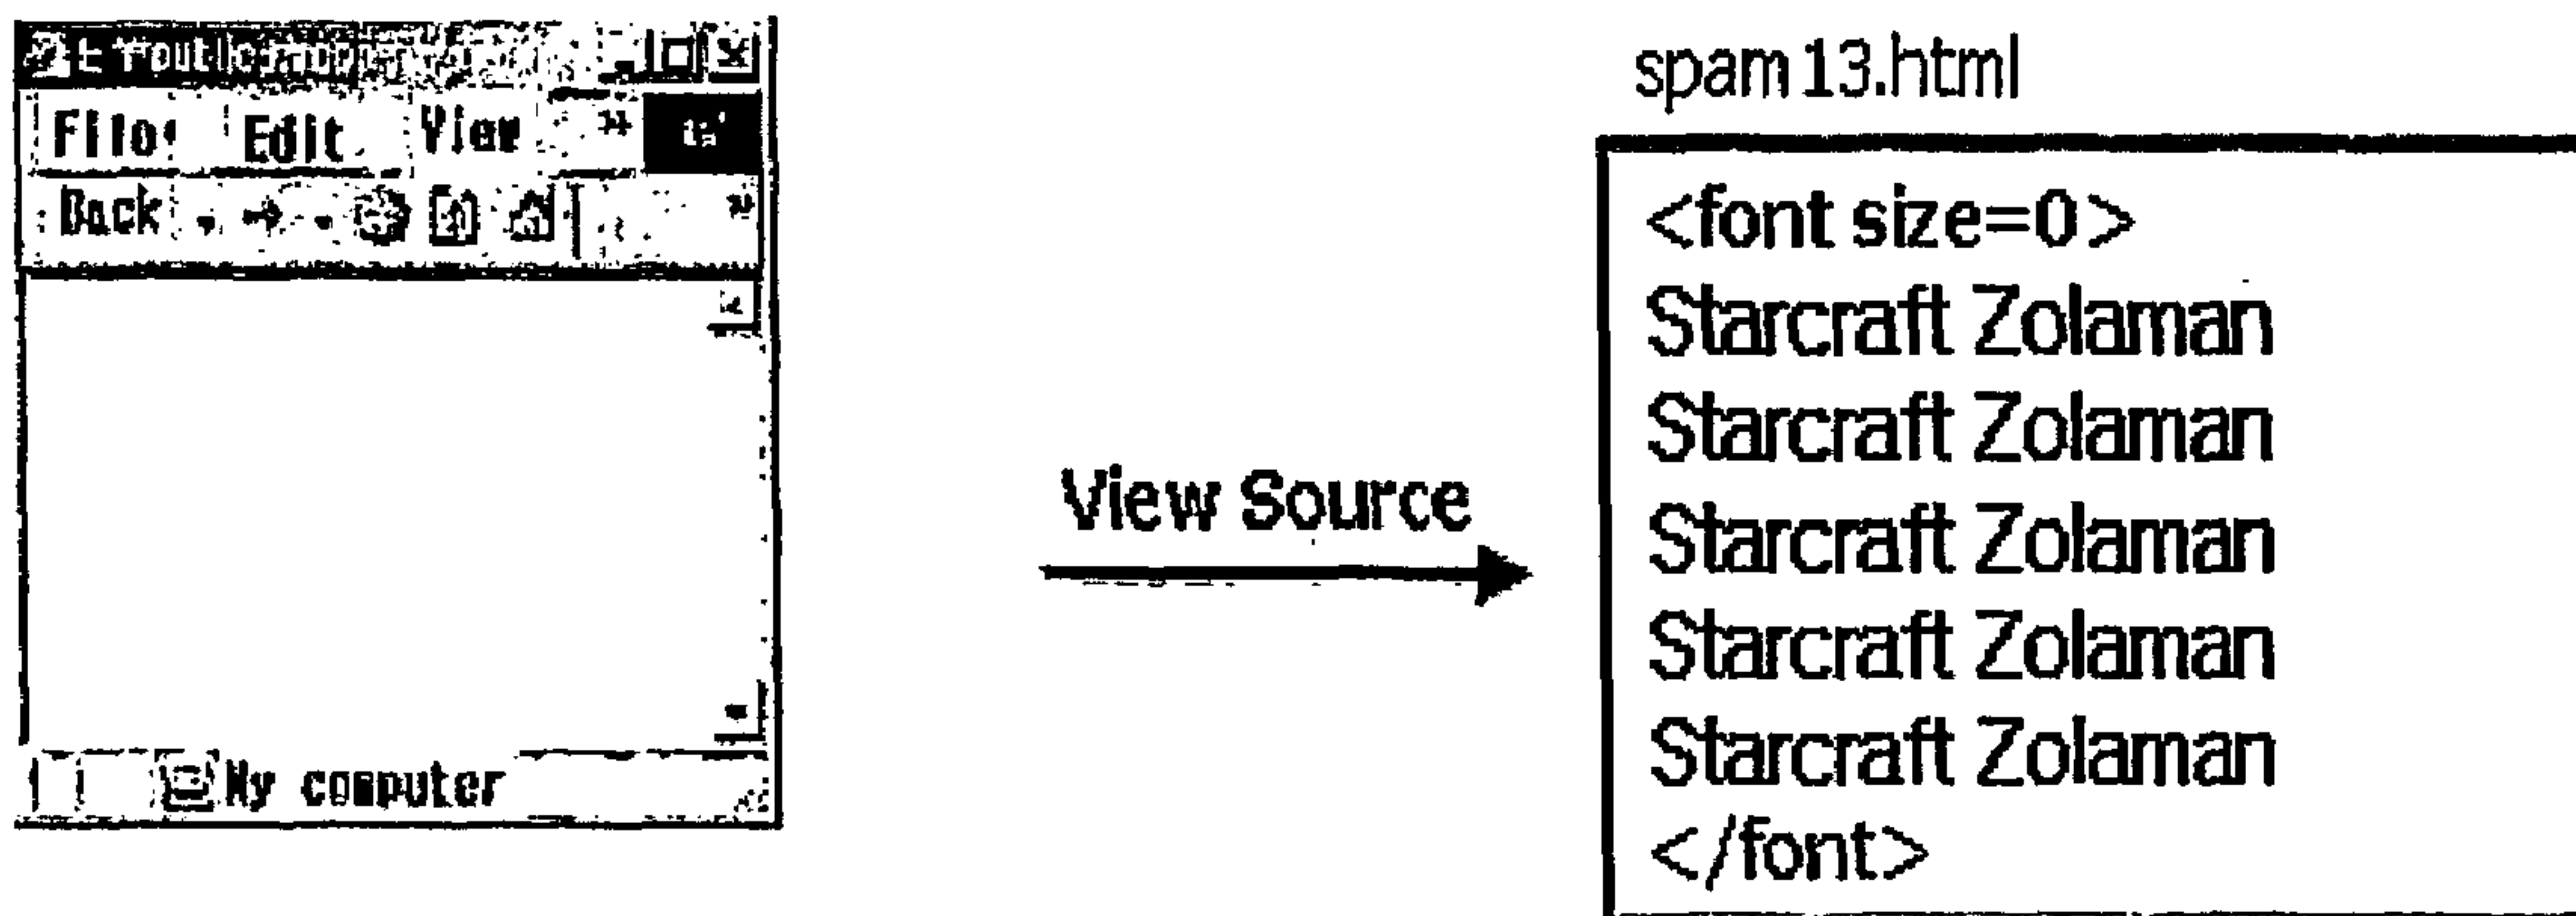 File Edit View »
Back »
My computer
View Source
spam13.html
<font size=0>
Starcraft Zolaman
Starcraft Zolaman
Starcraft Zolaman
Starcraft Zolaman
Starcraft Zolaman
</font>